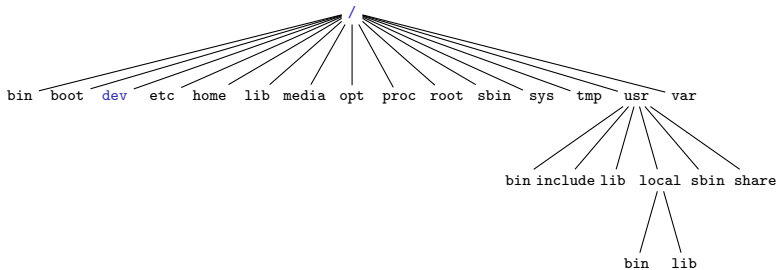 /
bin boot dev etc home lib media opt proc root sbin sys tmp usr var
bin include lib local sbin share
bin lib